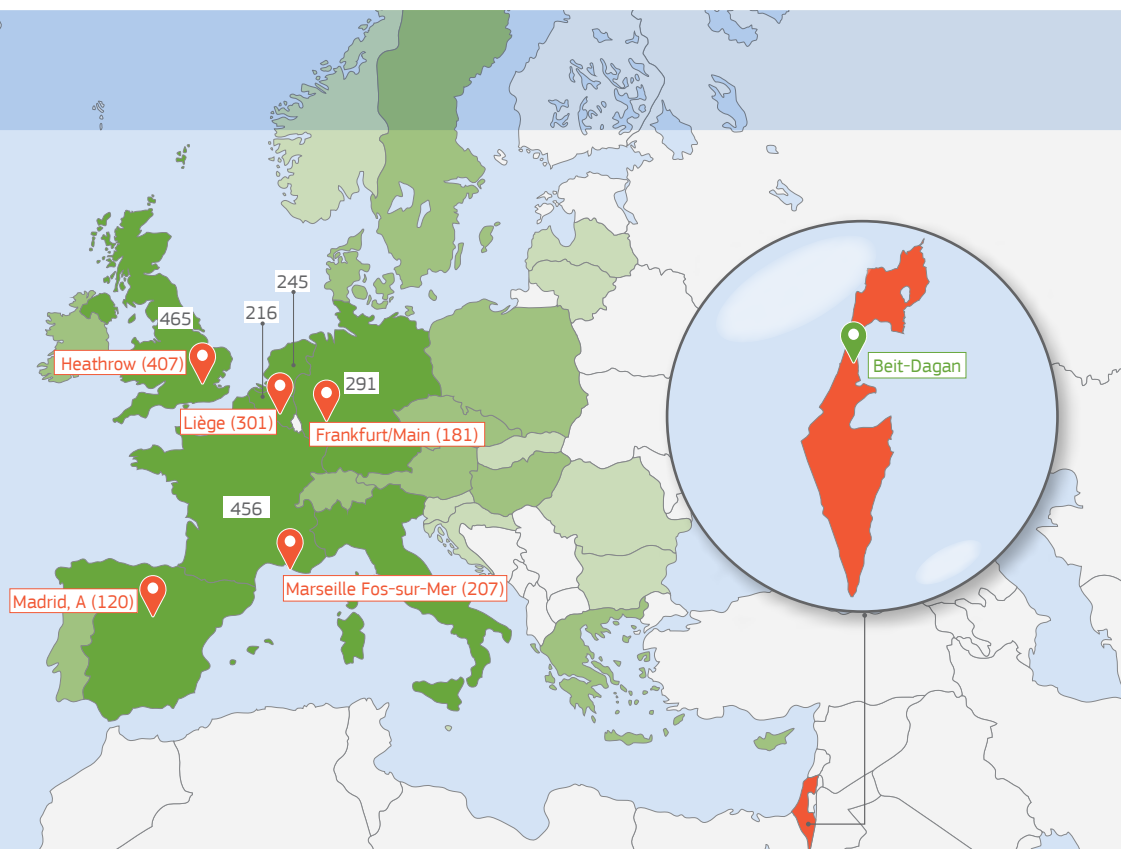 245
216
465
Heathrow (407)
291
Liège (301)
Frankfurt/Main (181)
456
Marseille Fos-sur-Mer (207)
Madrid, A (120)
Beit-Dagan